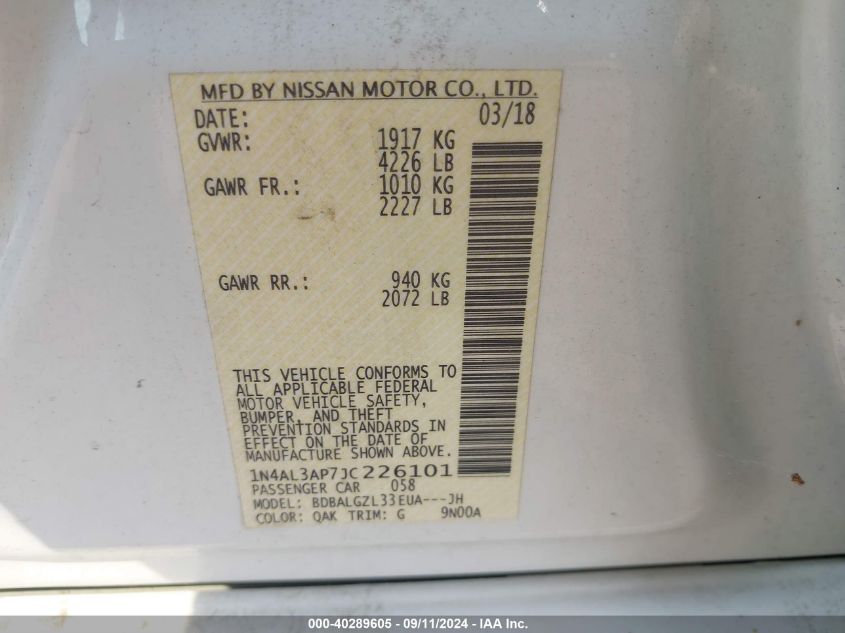 MFD BY NISSAN MOTOR CO., LTD.
DATE: 03/18
GVWR: 1917 KG
4226 LB
GAWR FR.: 1010 KG
2227 LB
GAWR RR.: 940 KG
2072 LB
THIS VEHICLE CONFORMS TO
ALL APPLICABLE FEDERAL
MOTOR VEHICLE SAFETY,
BUMPER, AND THEFT
PREVENTION STANDARDS IN
EFFECT ON THE DATE OF
MANUFACTURE SHOWN ABOVE.
1N4AL3AP7JC226101
PASSENGER CAR 058
MODEL: BDBALGZL33EUA---JH
COLOR: QAK TRIM: G 9N00A
000-40289605 - 09/11/2024 - IAA Inc.